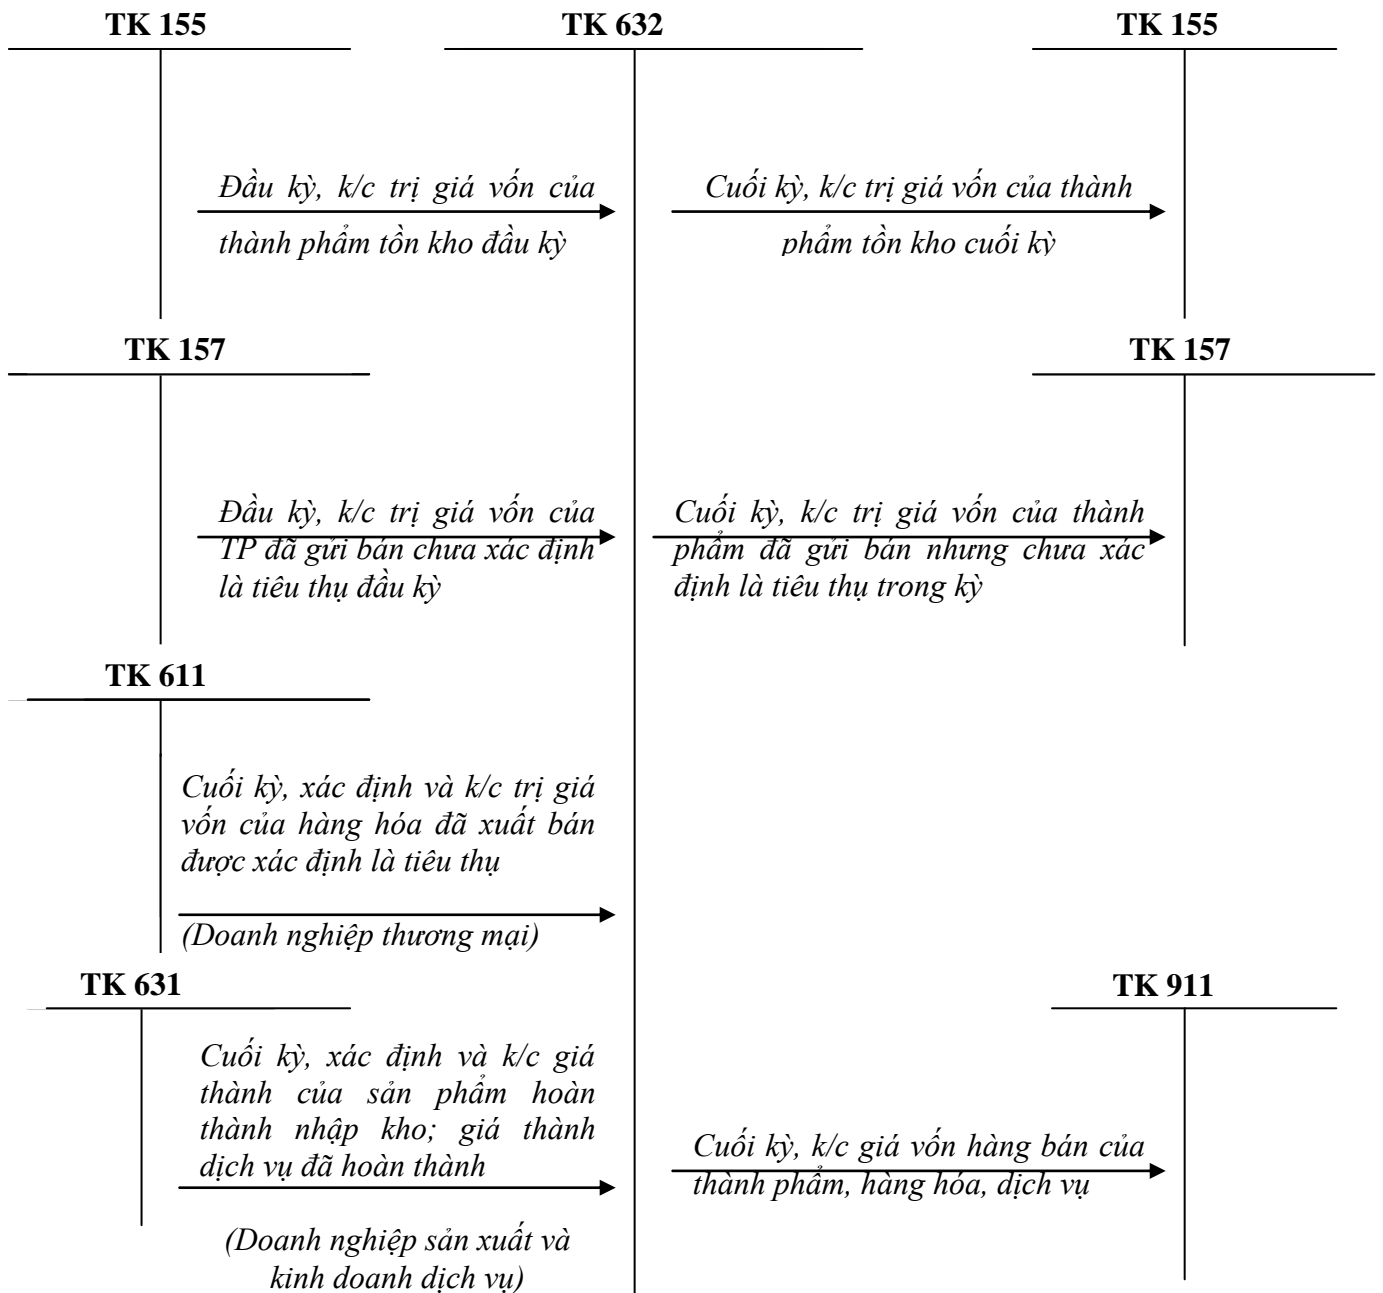 TK 155
TK 632
TK 155
Đầu kỳ, k/c trị giá vốn của
thành phẩm tồn kho đầu kỳ
Cuối kỳ, k/c trị giá vốn của thành
phẩm tồn kho cuối kỳ
TK 157
TK 157
Đầu kỳ, k/c trị giá vốn của
TP đã gửi bán chưa xác định
là tiêu thụ đầu kỳ
Cuối kỳ, k/c trị giá vốn của thành
phẩm đã gửi bán nhưng chưa xác
định là tiêu thụ trong kỳ
TK 611
Cuối kỳ, xác định và k/c trị giá
vốn của hàng hóa đã xuất bán
được xác định là tiêu thụ
(Doanh nghiệp thương mại)
TK 631
TK 911
Cuối kỳ, xác định và k/c giá
thành của sản phẩm hoàn
thành nhập kho; giá thành
dịch vụ đã hoàn thành
Cuối kỳ, k/c giá vốn hàng bán của
thành phẩm, hàng hóa, dịch vụ
(Doanh nghiệp sản xuất và
kinh doanh dịch vụ)